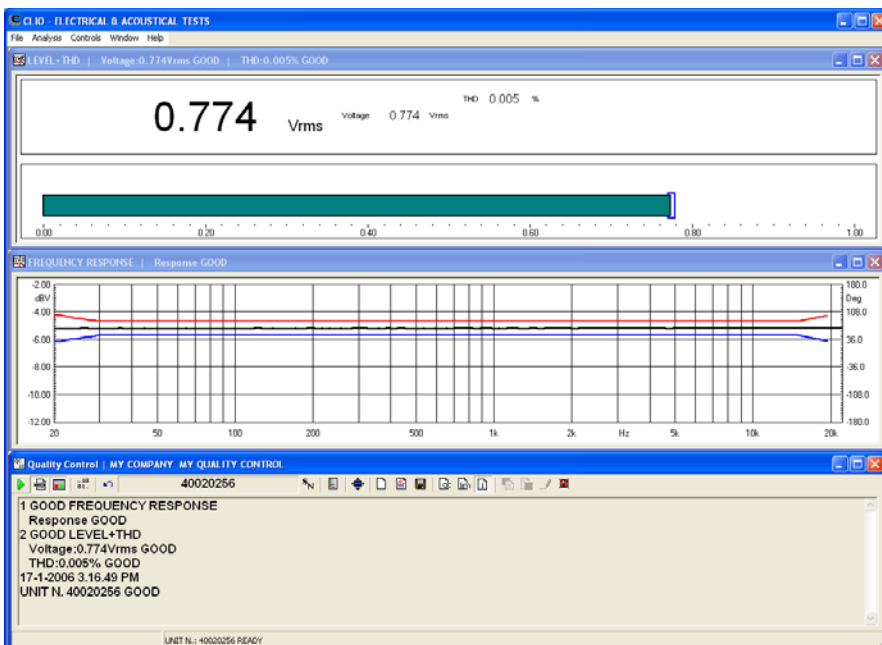 CLIO - ELECTRICAL & ACOUSTICAL TESTS
File Analysis Controls Window Help
LEVEL+THD | Voltage:0.774Vrms GOOD | THD:0.005% GOOD
0.774 Vrms Voltage 0.774 Vrms THD 0.005 %
0.00 0.20 0.40 0.60 0.80 1.00
FREQUENCY RESPONSE | Response GOOD
-2.00 180.0
dBV Deg
-4.00 108.0
-6.00 36.0
-8.00 -36.0
-10.00 -108.0
-12.00 -180.0
20 50 100 200 500 1k 2k Hz 5k 10k 20k
Quality Control | MY COMPANY MY QUALITY CONTROL
40020256
1 GOOD FREQUENCY RESPONSE
Response GOOD
2 GOOD LEVEL+THD
Voltage:0.774Vrms GOOD
THD:0.005% GOOD
17-1-2006 3.16.49 PM
UNIT N. 40020256 GOOD
UNIT N.: 40020256 READY